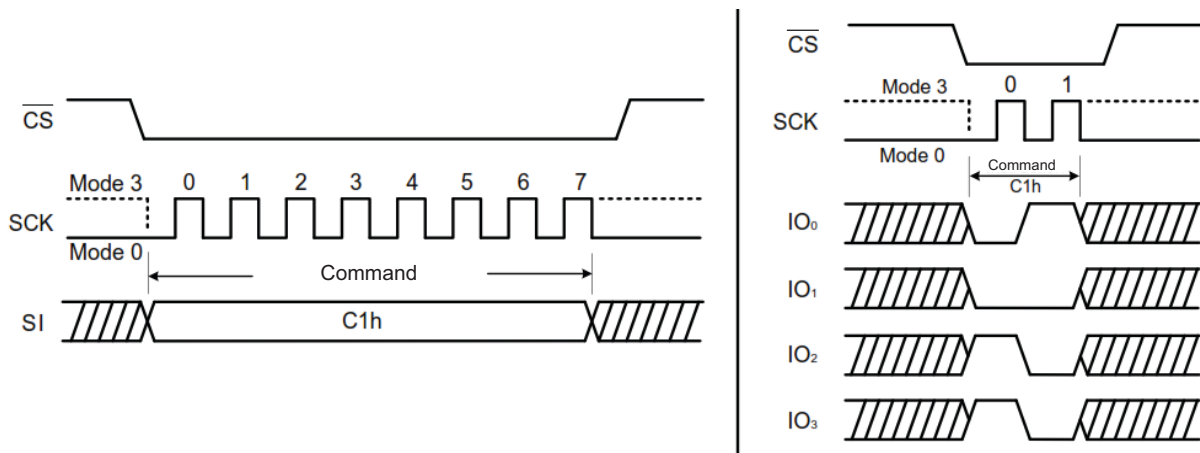 CS
Mode 3 0 1 2 3 4 5 6 7
SCK
Mode 0
Command
SI C1h
CS
Mode 3 0 1
SCK
Mode 0 Command
C1h
IO₀
IO₁
IO₂
IO₃